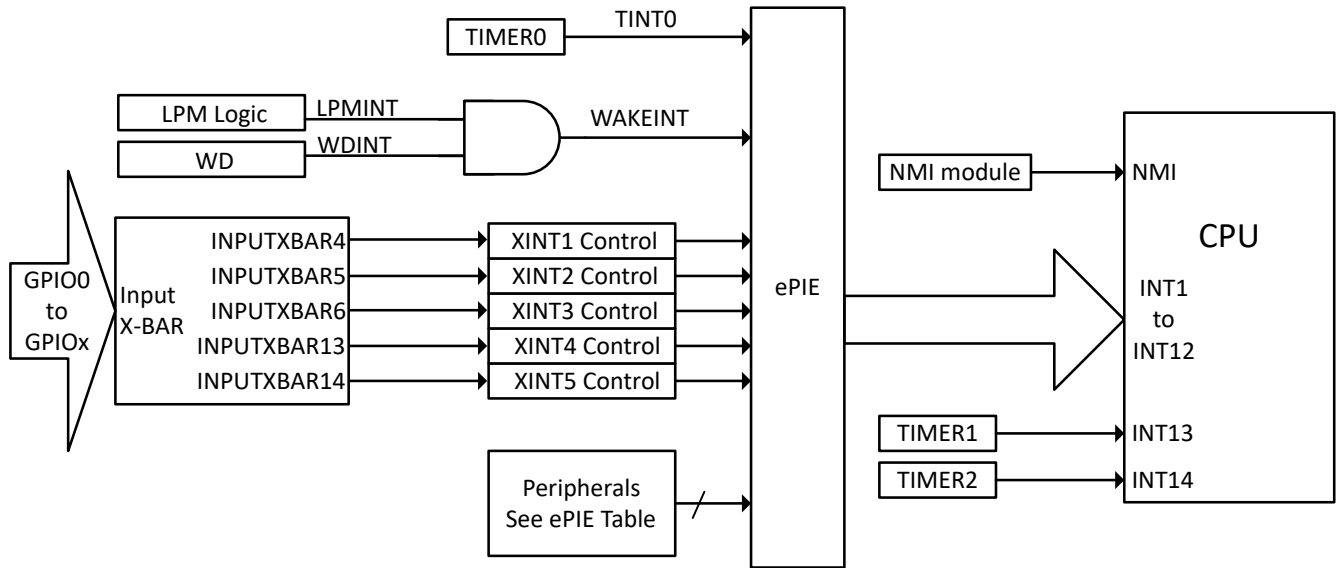 TINT0
TIMER0
LPM Logic
LPMINT
WAKEINT
WD
WDINT
NMI module
NMI
CPU
GPIO0
to
GPIOx
Input
X-BAR
INPUTXBAR4
INPUTXBAR5
INPUTXBAR6
INPUTXBAR13
INPUTXBAR14
XINT1 Control
XINT2 Control
XINT3 Control
XINT4 Control
XINT5 Control
ePIE
INT1
to
INT12
TIMER1
INT13
TIMER2
INT14
Peripherals
See ePIE Table